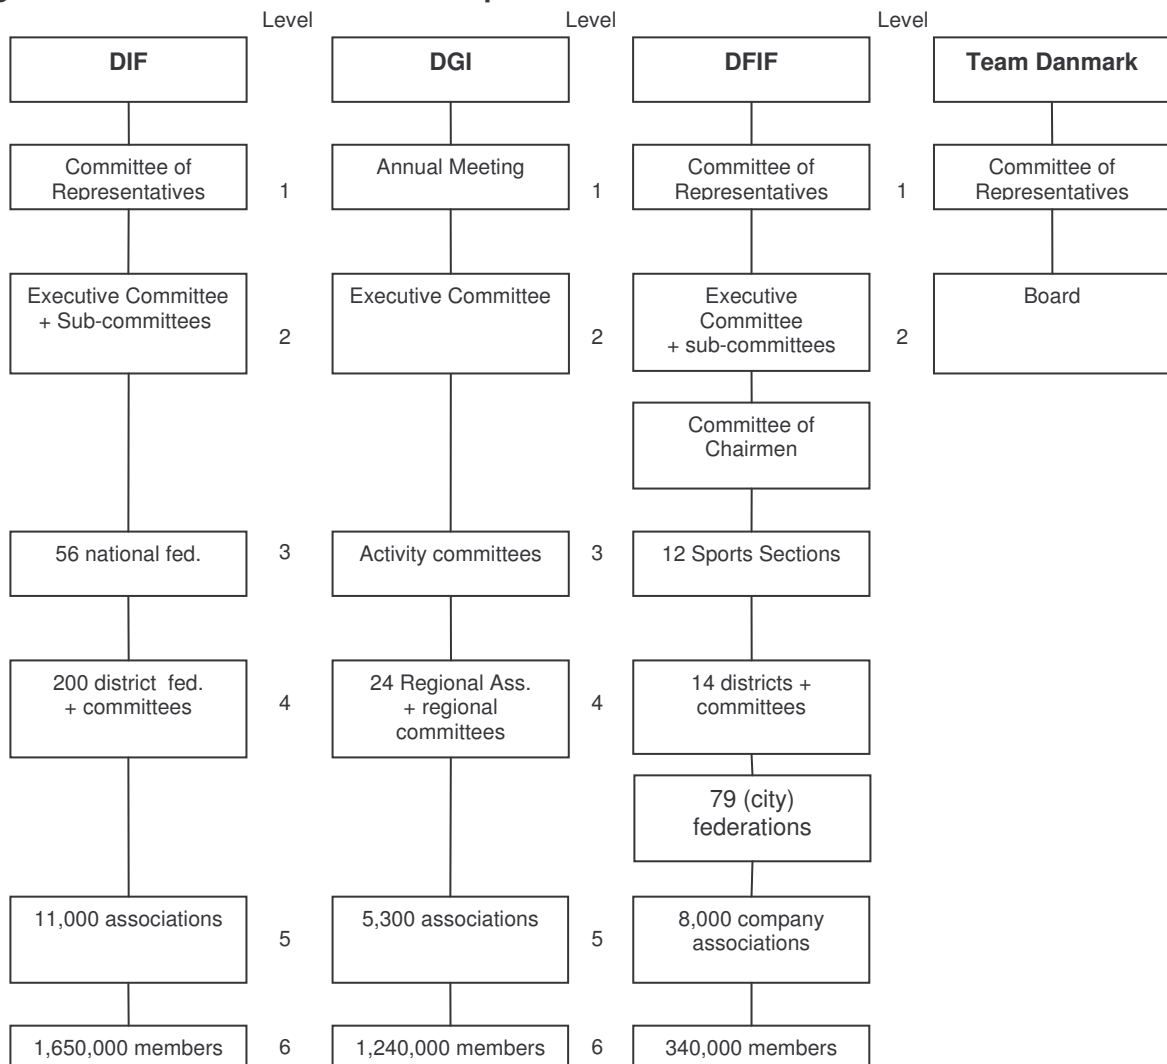 Level Level Level
DIF DGI DFIF Team Danmark
Committee of
Representatives
1
Annual Meeting
1
Committee of
Representatives
1
Committee of
Representatives
Executive Committee
+ Sub-committees
2
Executive Committee
2
Executive
Committee
+ sub-committees
2
Board
Committee of
Chairmen
56 national fed.
3
Activity committees
3
12 Sports Sections
200 district fed.
+ committees
4
24 Regional Ass.
+ regional
committees
4
14 districts +
committees
79 (city)
federations
11,000 associations
5
5,300 associations
5
8,000 company
associations
1,650,000 members
6
1,240,000 members
6
340,000 members